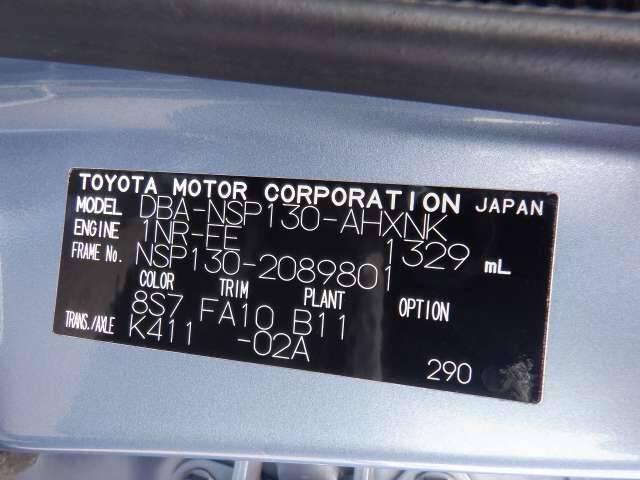 TOYOTA MOTOR CORPORATION JAPAN
MODEL DBA-NSP130-AHXNK
ENGINE 1NR-EE 1329 mL
FRAME No. NSP130-2089801
COLOR TRIM PLANT OPTION
8S7 FA10 B11
TRANS./AXLE K411 -02A
290